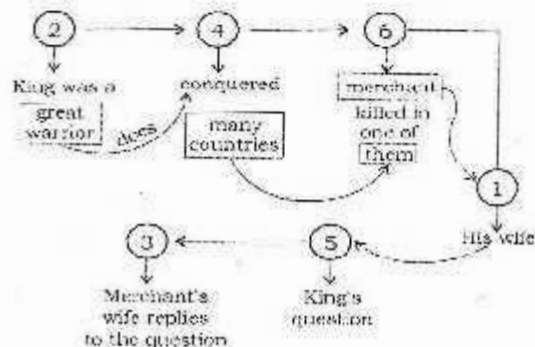 2 4 6
King was a
great
warrior
does
conquered
many
countries
merchant
killed in
one of
them
1
His wife
3 5
Merchant's
wife replies
to the question
King's
question